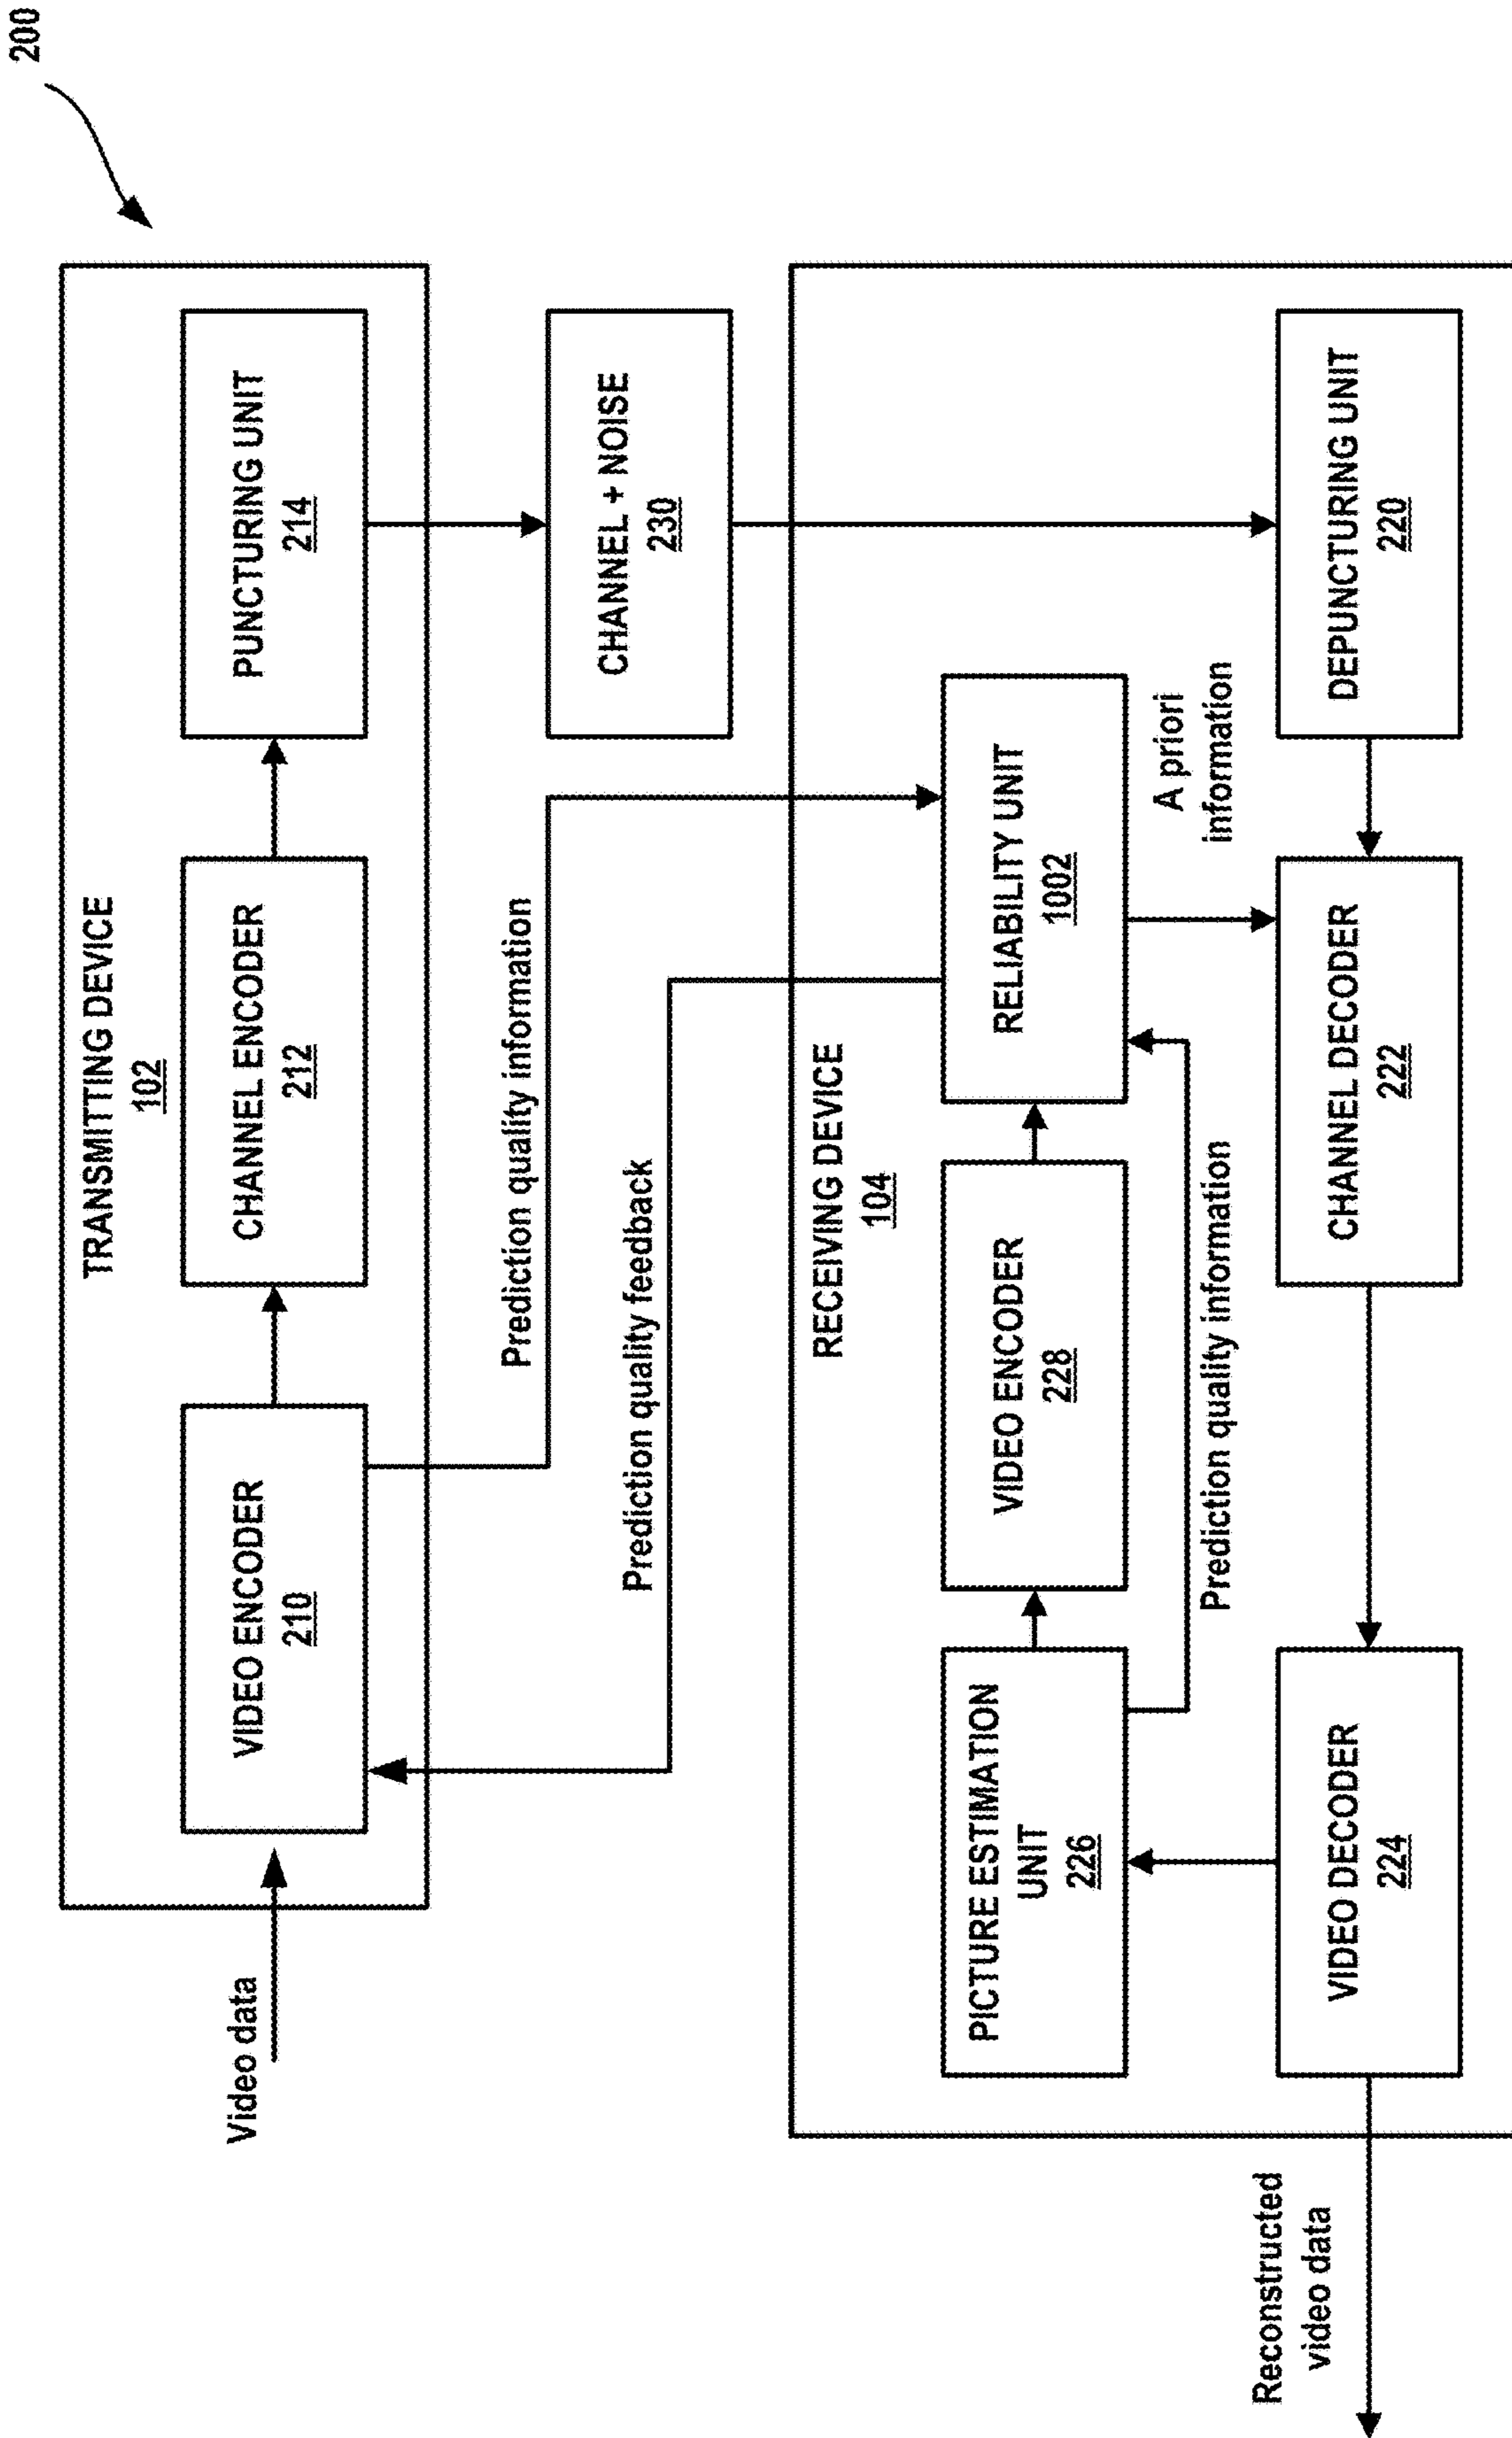 200
TRANSMITTING DEVICE
102
Video data
VIDEO ENCODER
210
CHANNEL ENCODER
212
PUNCTURING UNIT
214
Prediction quality information
CHANNEL + NOISE
230
Prediction quality feedback
RECEIVING DEVICE
104
PICTURE ESTIMATION
UNIT
226
VIDEO ENCODER
228
RELIABILITY UNIT
1002
Prediction quality information
A priori
information
Reconstructed
video data
VIDEO DECODER
224
CHANNEL DECODER
222
DEPUNCTURING UNIT
220